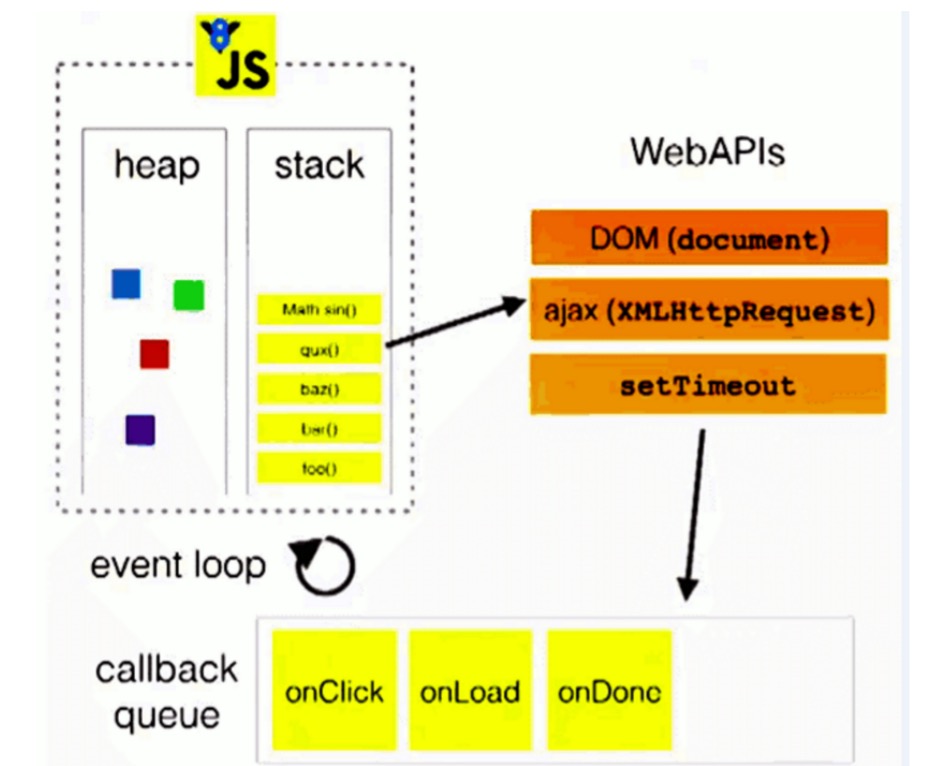 8
JS
heap
stack
Math sin()
qux()
baz()
bar()
foo()
WebAPIs
DOM (document)
ajax (XMLHttpRequest)
setTimeout
event loop
callback
queue
onClick
onLoad
onDone